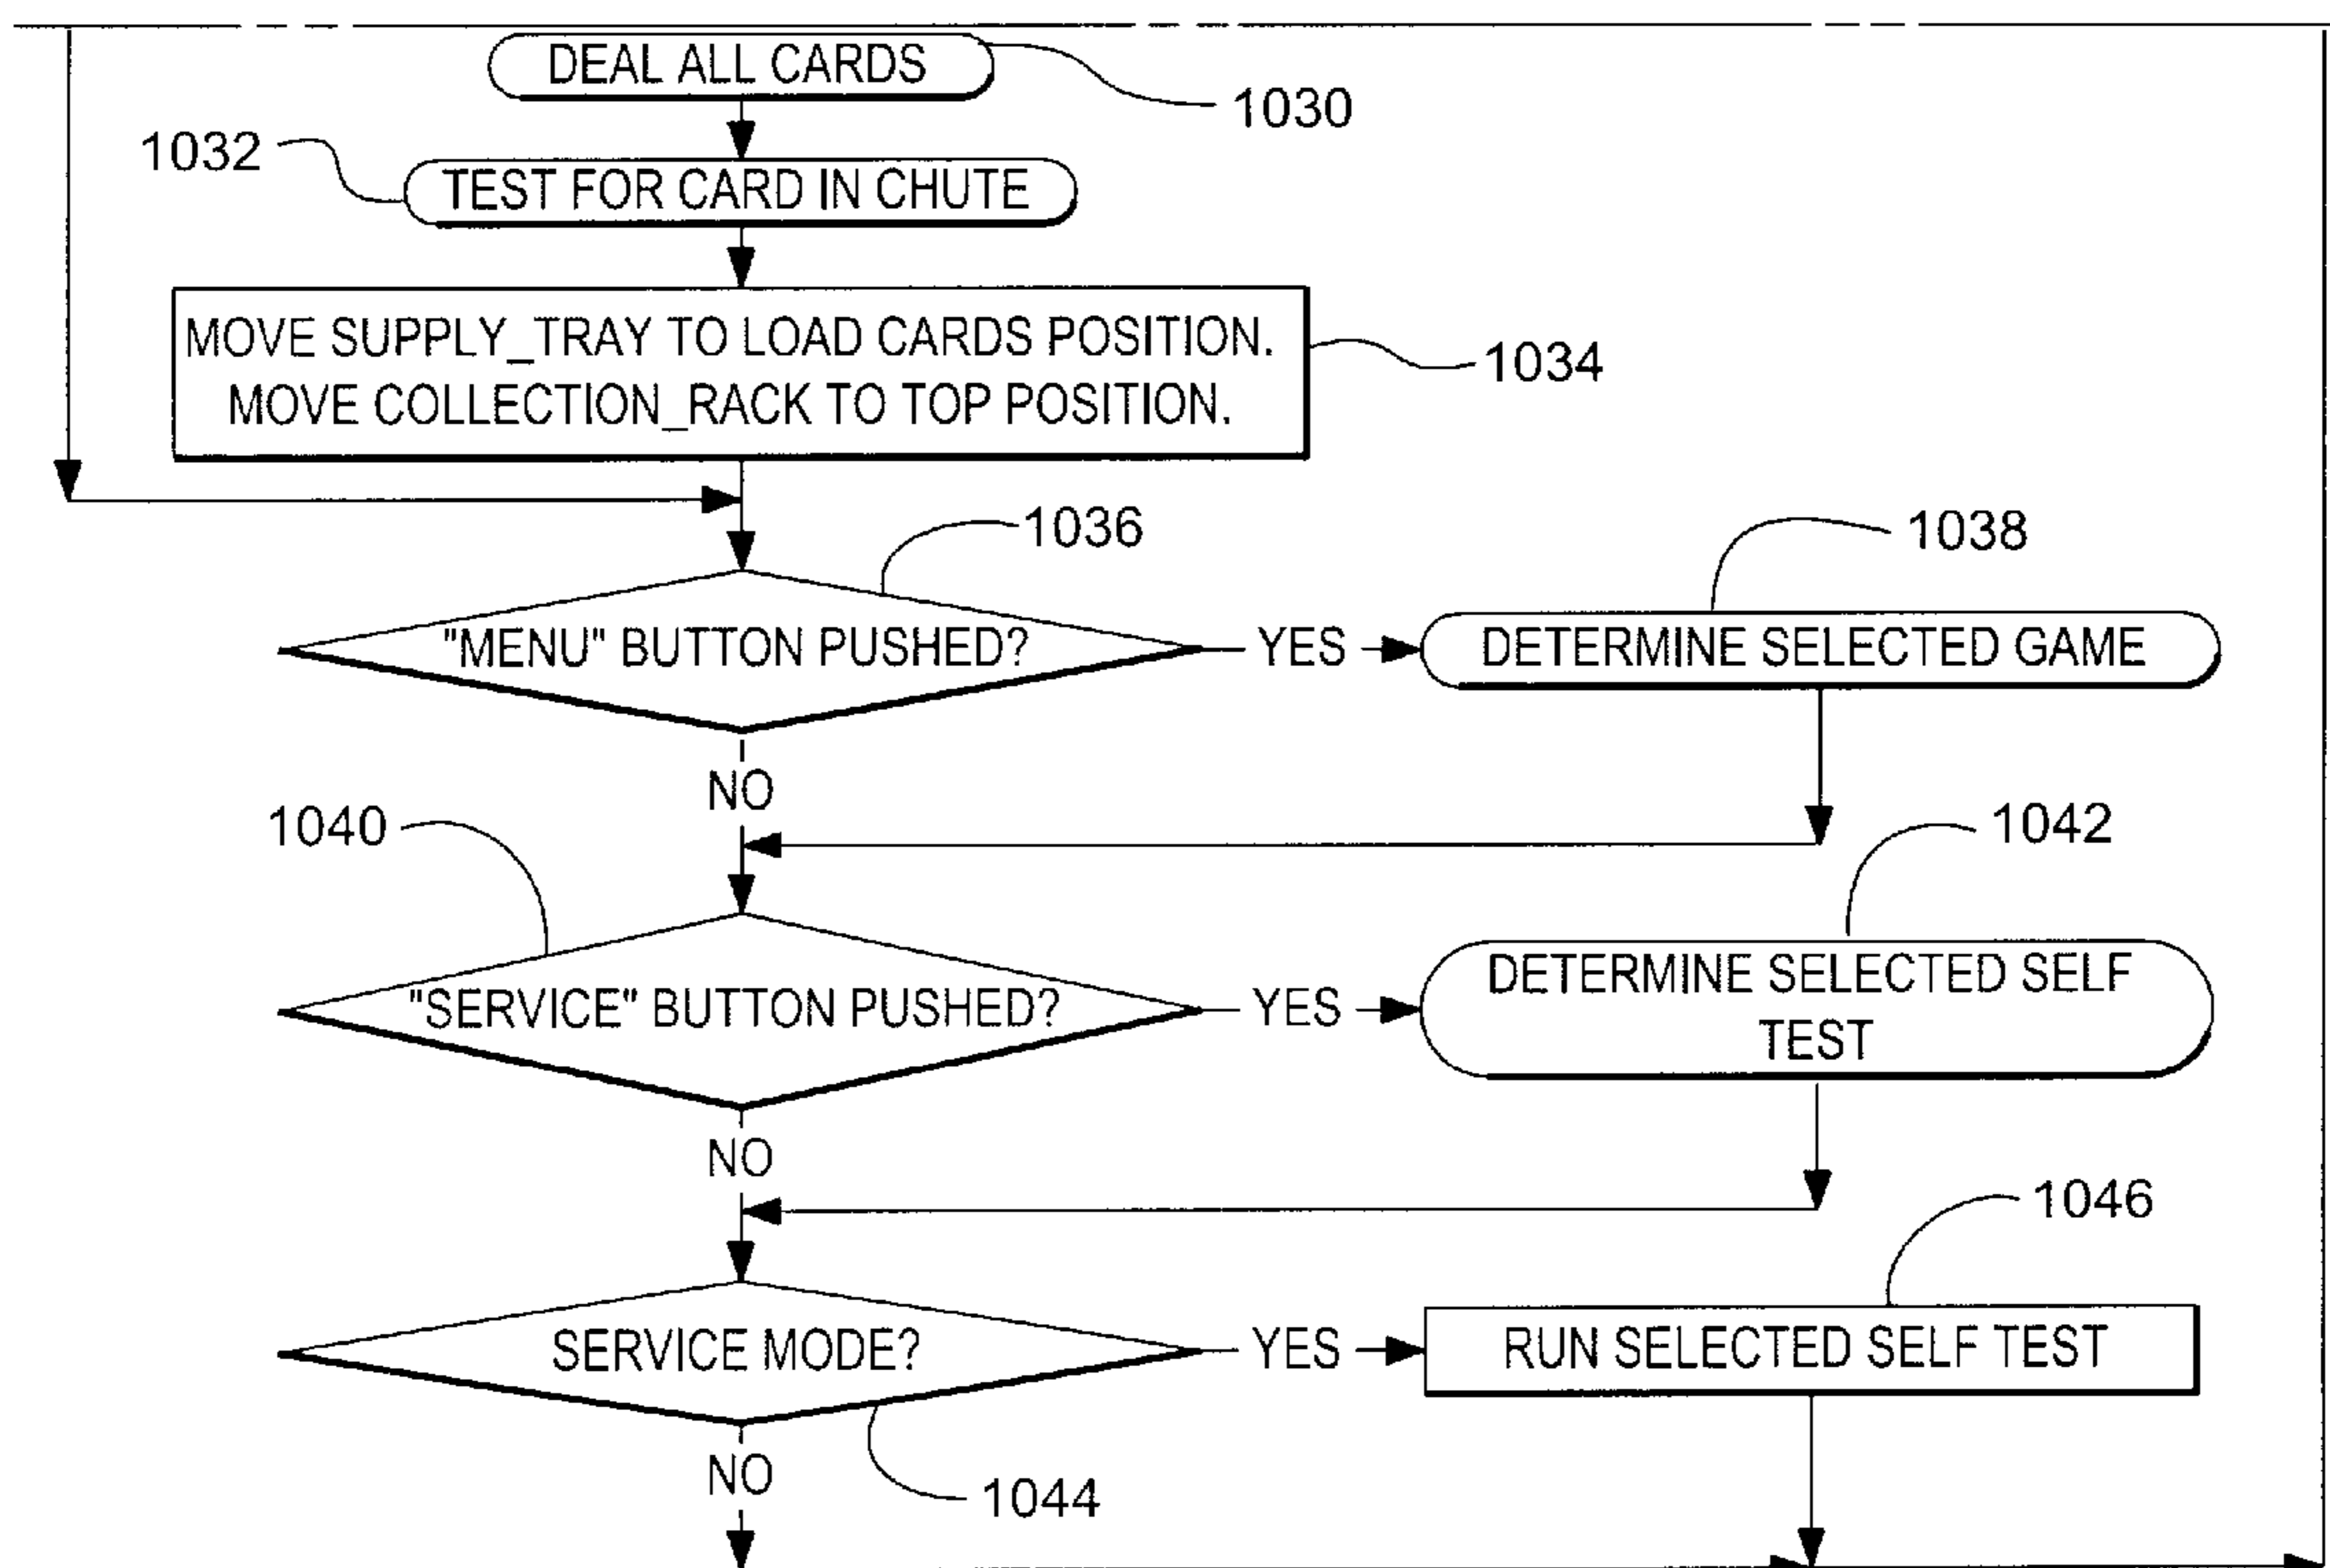 DEAL ALL CARDS
1030
1032
TEST FOR CARD IN CHUTE
MOVE SUPPLY_TRAY TO LOAD CARDS POSITION.
MOVE COLLECTION_RACK TO TOP POSITION.
1034
1036
1038
"MENU" BUTTON PUSHED?
YES
DETERMINE SELECTED GAME
NO
1040
1042
"SERVICE" BUTTON PUSHED?
YES
DETERMINE SELECTED SELF
TEST
NO
1046
SERVICE MODE?
YES
RUN SELECTED SELF TEST
NO
1044